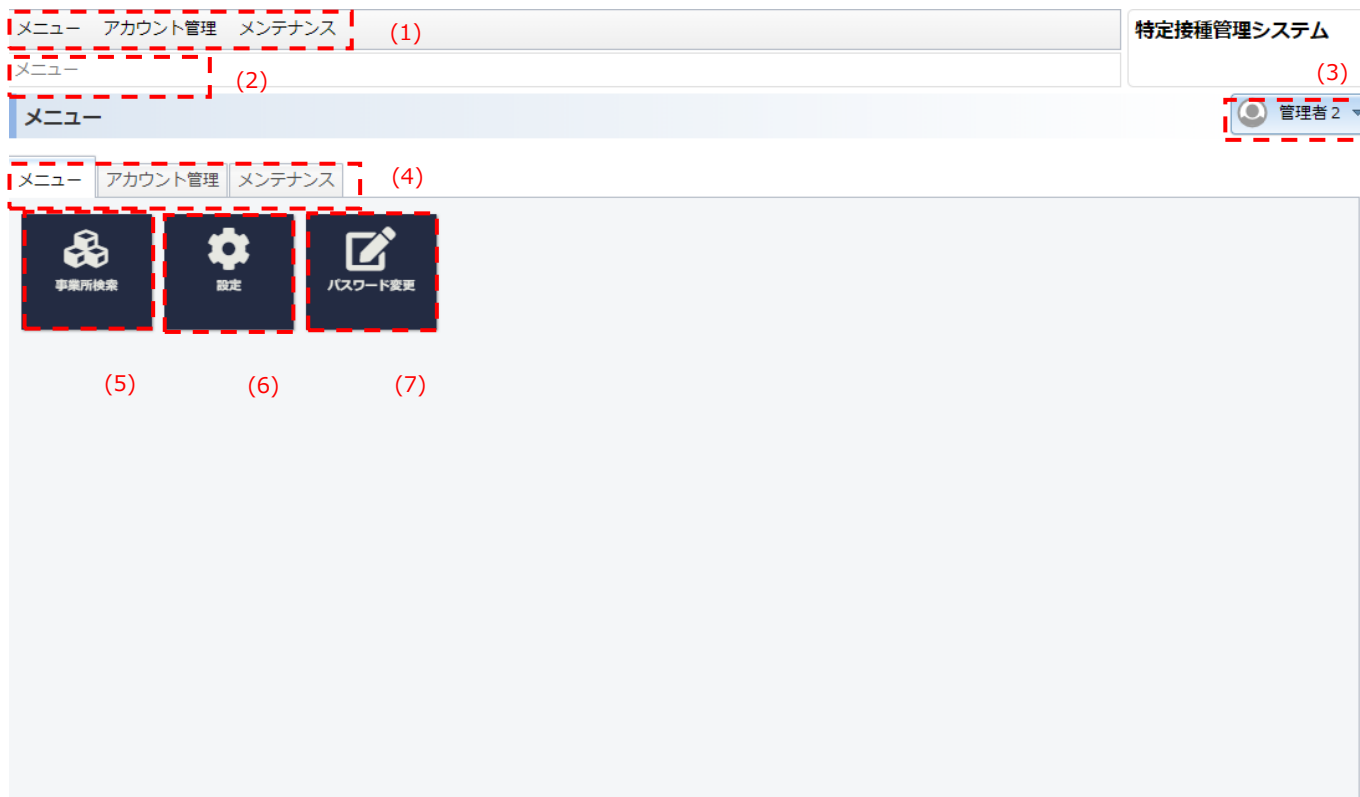 メニュー アカウント管理 メンテナンス (1) 特定接種管理システム
メニュー (2) (3)
メニュー 管理者2
メニュー アカウント管理 メンテナンス (4)
事業所検索 設定 パスワード変更
(5) (6) (7)